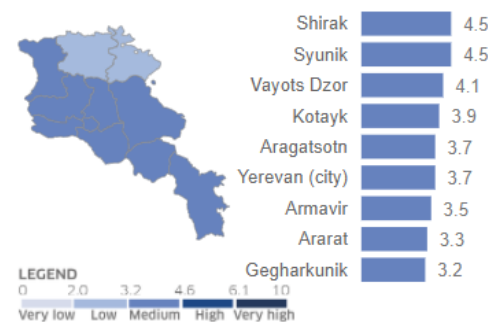 Shirak 4.5
Syunik 4.5
Vayots Dzor 4.1
Kotayk 3.9
Aragatsotn 3.7
Yerevan (city) 3.7
Armavir 3.5
Ararat 3.3
Gegharkunik 3.2
LEGEND
0 2.0 3.2 4.6 6.1 10
Very low Low Medium High Very high